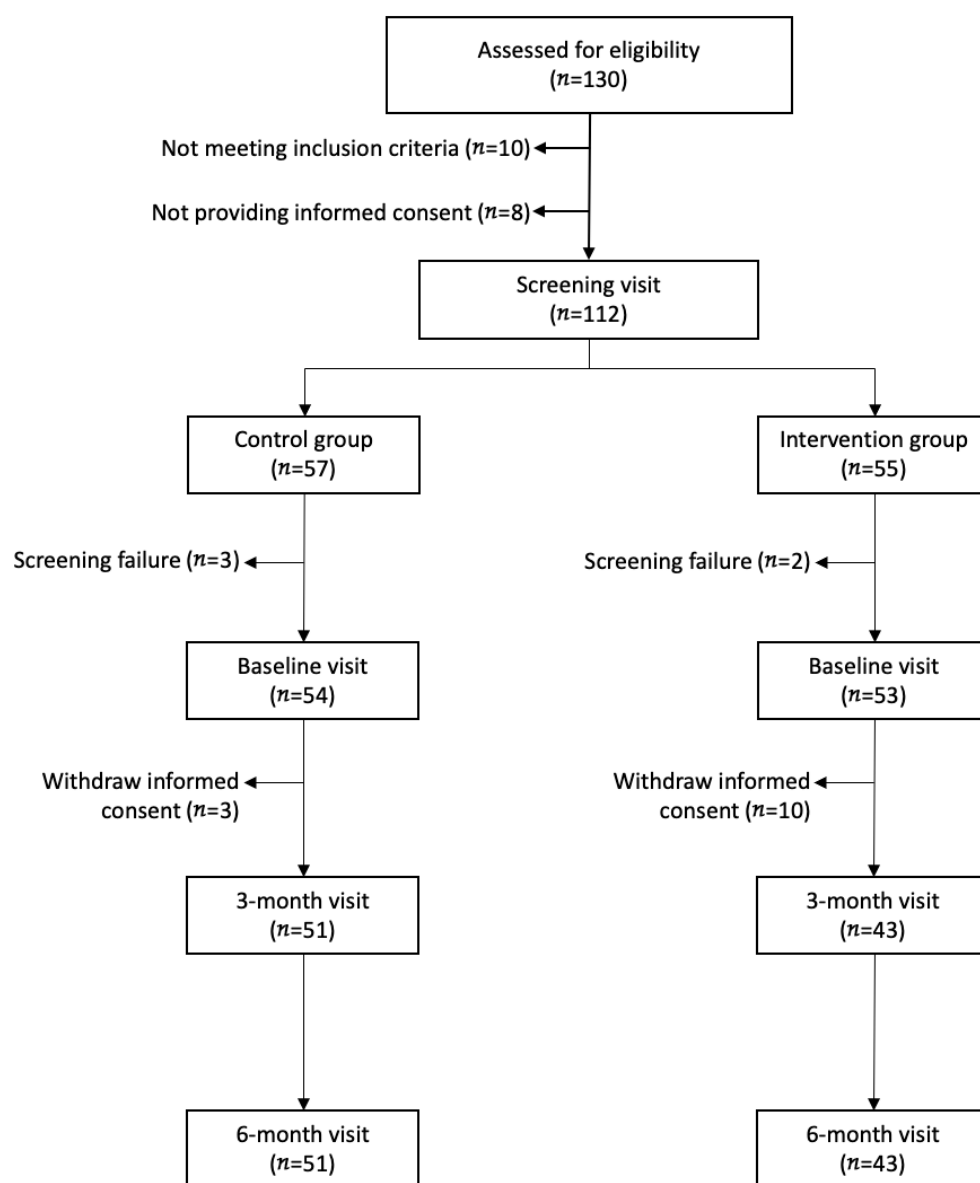 Assessed for eligibility
(n=130)
Not meeting inclusion criteria (n=10)
Not providing informed consent (n=8)
Screening visit
(n=112)
Control group
(n=57)
Intervention group
(n=55)
Screening failure (n=3)
Screening failure (n=2)
Baseline visit
(n=54)
Baseline visit
(n=53)
Withdraw informed
consent (n=3)
Withdraw informed
consent (n=10)
3-month visit
(n=51)
3-month visit
(n=43)
6-month visit
(n=51)
6-month visit
(n=43)